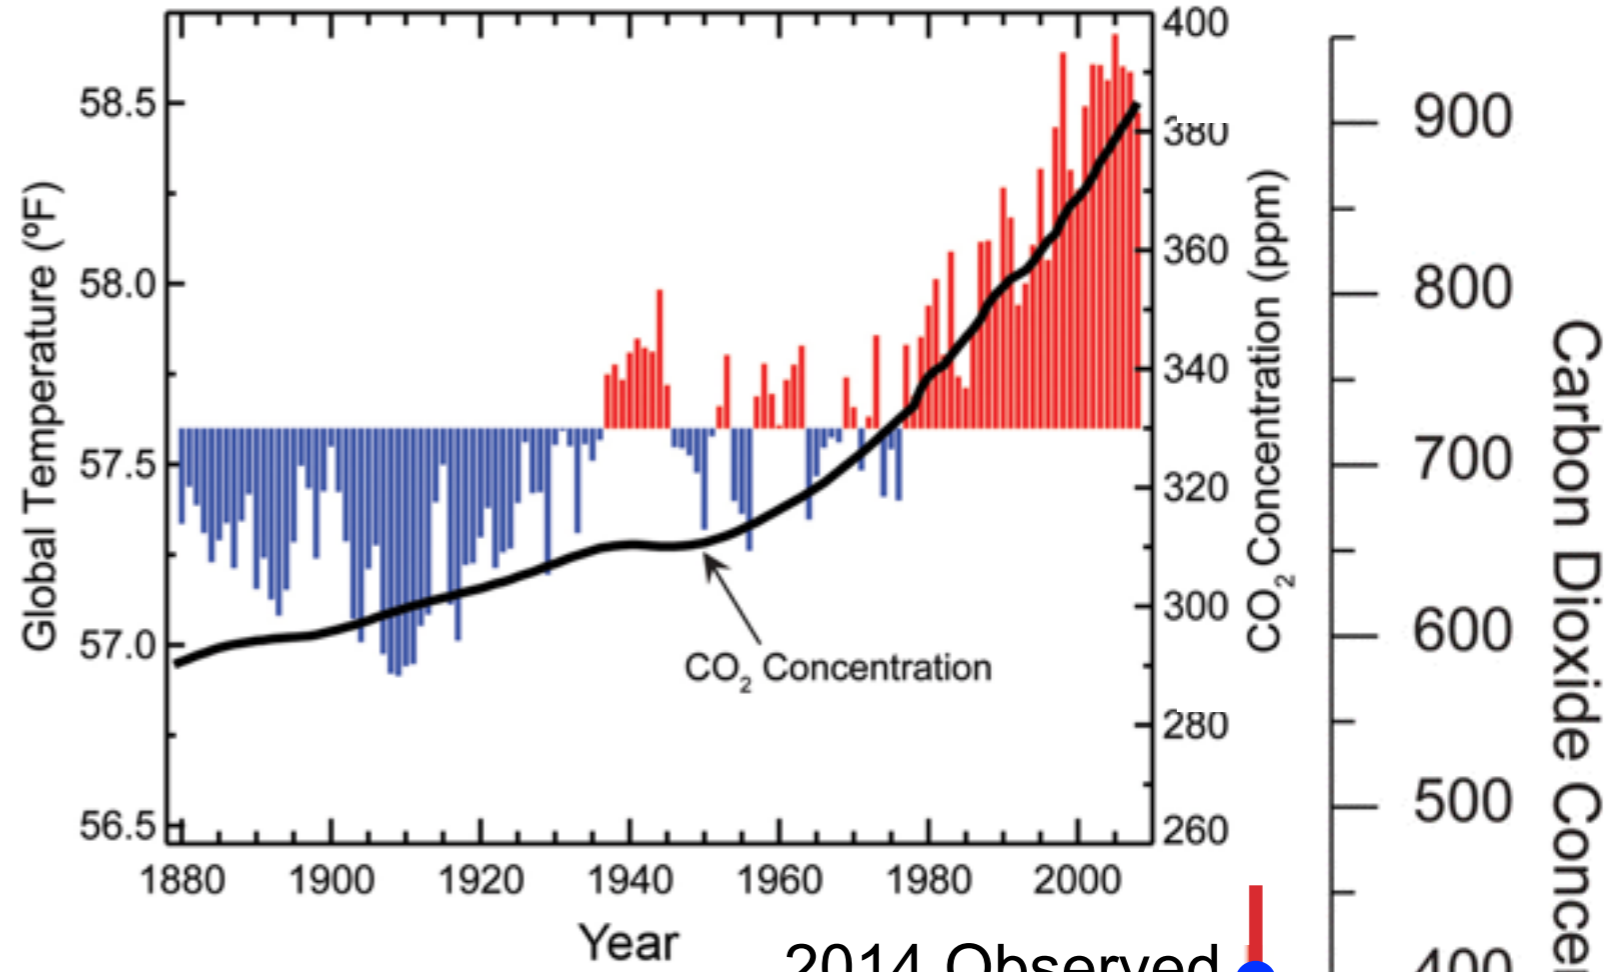 400
58.5
380
360
58.0
340
57.5
320
300
57.0
280
56.5
260
Global Temperature (ºF)
CO2 Concentration (ppm)
CO2 Concentration
1880 1900 1920 1940 1960 1980 2000
Year
2014 Observed
900
800
700
600
500
400
Carbon Dioxide